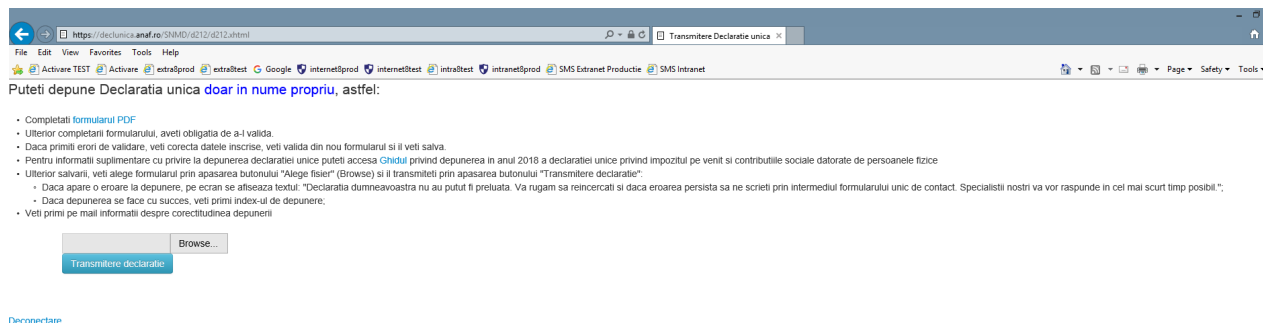 https://declunica.anaf.ro/SNMD/d212/d212.xhtml
Transmitere Declaratie unica
File Edit View Favorites Tools Help
Activare TEST Activare extra8prod extra8test Google internet8prod internet8test intra8test intranet8prod SMS Extranet Productie SMS Intranet Page Safety Tools
Puteti depune Declaratia unica doar in nume propriu, astfel:
• Completati formularul PDF
• Ulterior completarii formularului, aveti obligatia de a-l valida.
• Daca primiti erori de validare, veti corecta datele inscrise, veti valida din nou formularul si il veti salva.
• Pentru informatii suplimentare cu privire la depunerea declaratiei unice puteti accesa Ghidul privind depunerea in anul 2018 a declaratiei unice privind impozitul pe venit si contributiile sociale datorate de persoanele fizice
• Ulterior salvarii, veti alege formularul prin apasarea butonului "Alege fisier" (Browse) si il transmiteti prin apasarea butonului "Transmitere declaratie":
◦ Daca apare o eroare la depunere, pe ecran se afiseaza textul: "Declaratia dumneavoastra nu au putut fi preluata. Va rugam sa reincercati si daca eroarea persista sa ne scrieti prin intermediul formularului unic de contact. Specialistii nostri va vor raspunde in cel mai scurt timp posibil.";
◦ Daca depunerea se face cu succes, veti primi index-ul de depunere;
• Veti primi pe mail informatii despre corectitudinea depunerii
Browse...
Transmitere declaratie
Deconectare